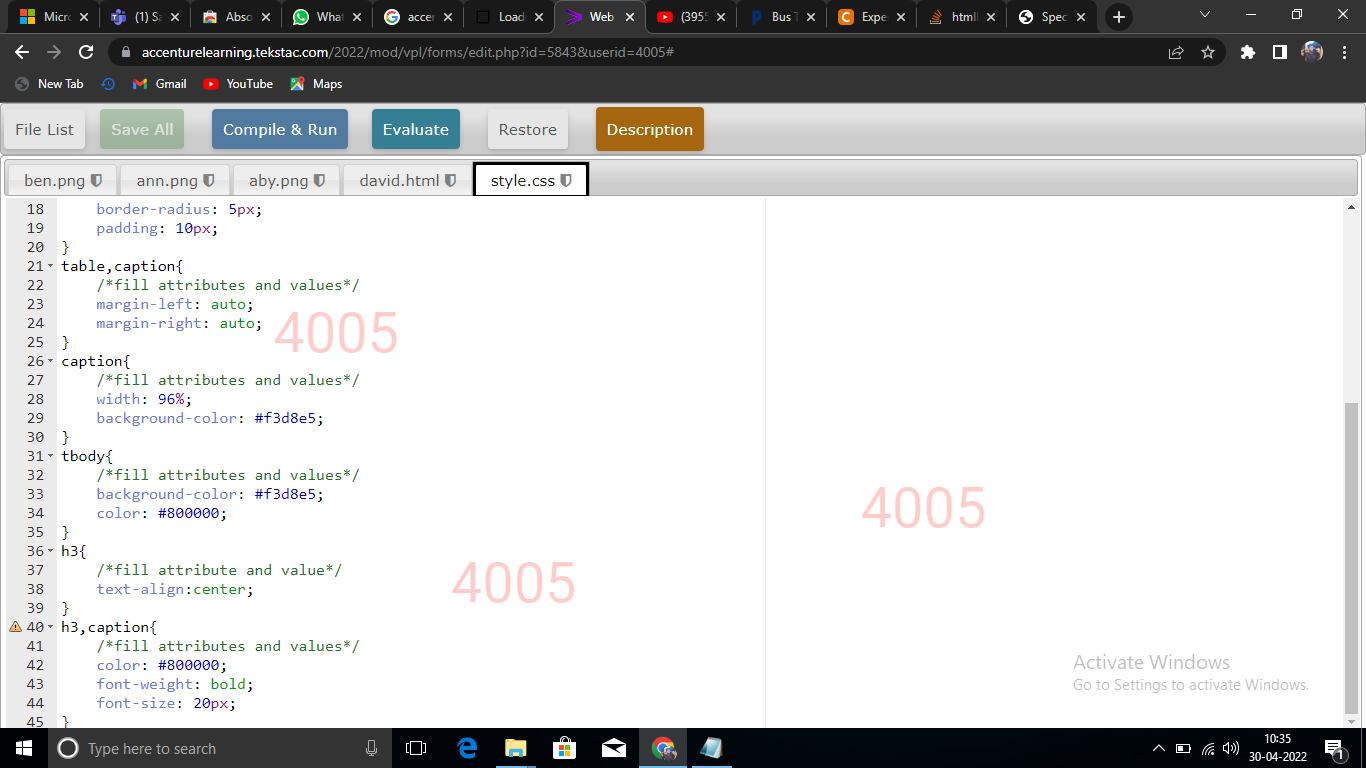 Micro
(1) Sa
Abso
What
accer
Loadi
Web
(3955
Bus T
Expe
htmll
Spec
accenturelearning.tekstac.com/2022/mod/vpl/forms/edit.php?id=5843&userid=4005#
New Tab
Gmail
YouTube
Maps
File List
Save All
Compile & Run
Evaluate
Restore
Description
ben.png
ann.png
aby.png
david.html
style.css
18 border-radius: 5px;
19 padding: 10px;
20 }
21 table,caption{
22 /*fill attributes and values*/
23 margin-left: auto;
24 margin-right: auto;
25 }
26 caption{
27 /*fill attributes and values*/
28 width: 96%;
29 background-color: #f3d8e5;
30 }
31 tbody{
32 /*fill attributes and values*/
33 background-color: #f3d8e5;
34 color: #800000;
35 }
36 h3{
37 /*fill attribute and value*/
38 text-align:center;
39 }
40 h3,caption{
41 /*fill attributes and values*/
42 color: #800000;
43 font-weight: bold;
44 font-size: 20px;
45 }
4005
4005
4005
Activate Windows
Go to Settings to activate Windows.
Type here to search
10:35
30-04-2022
1